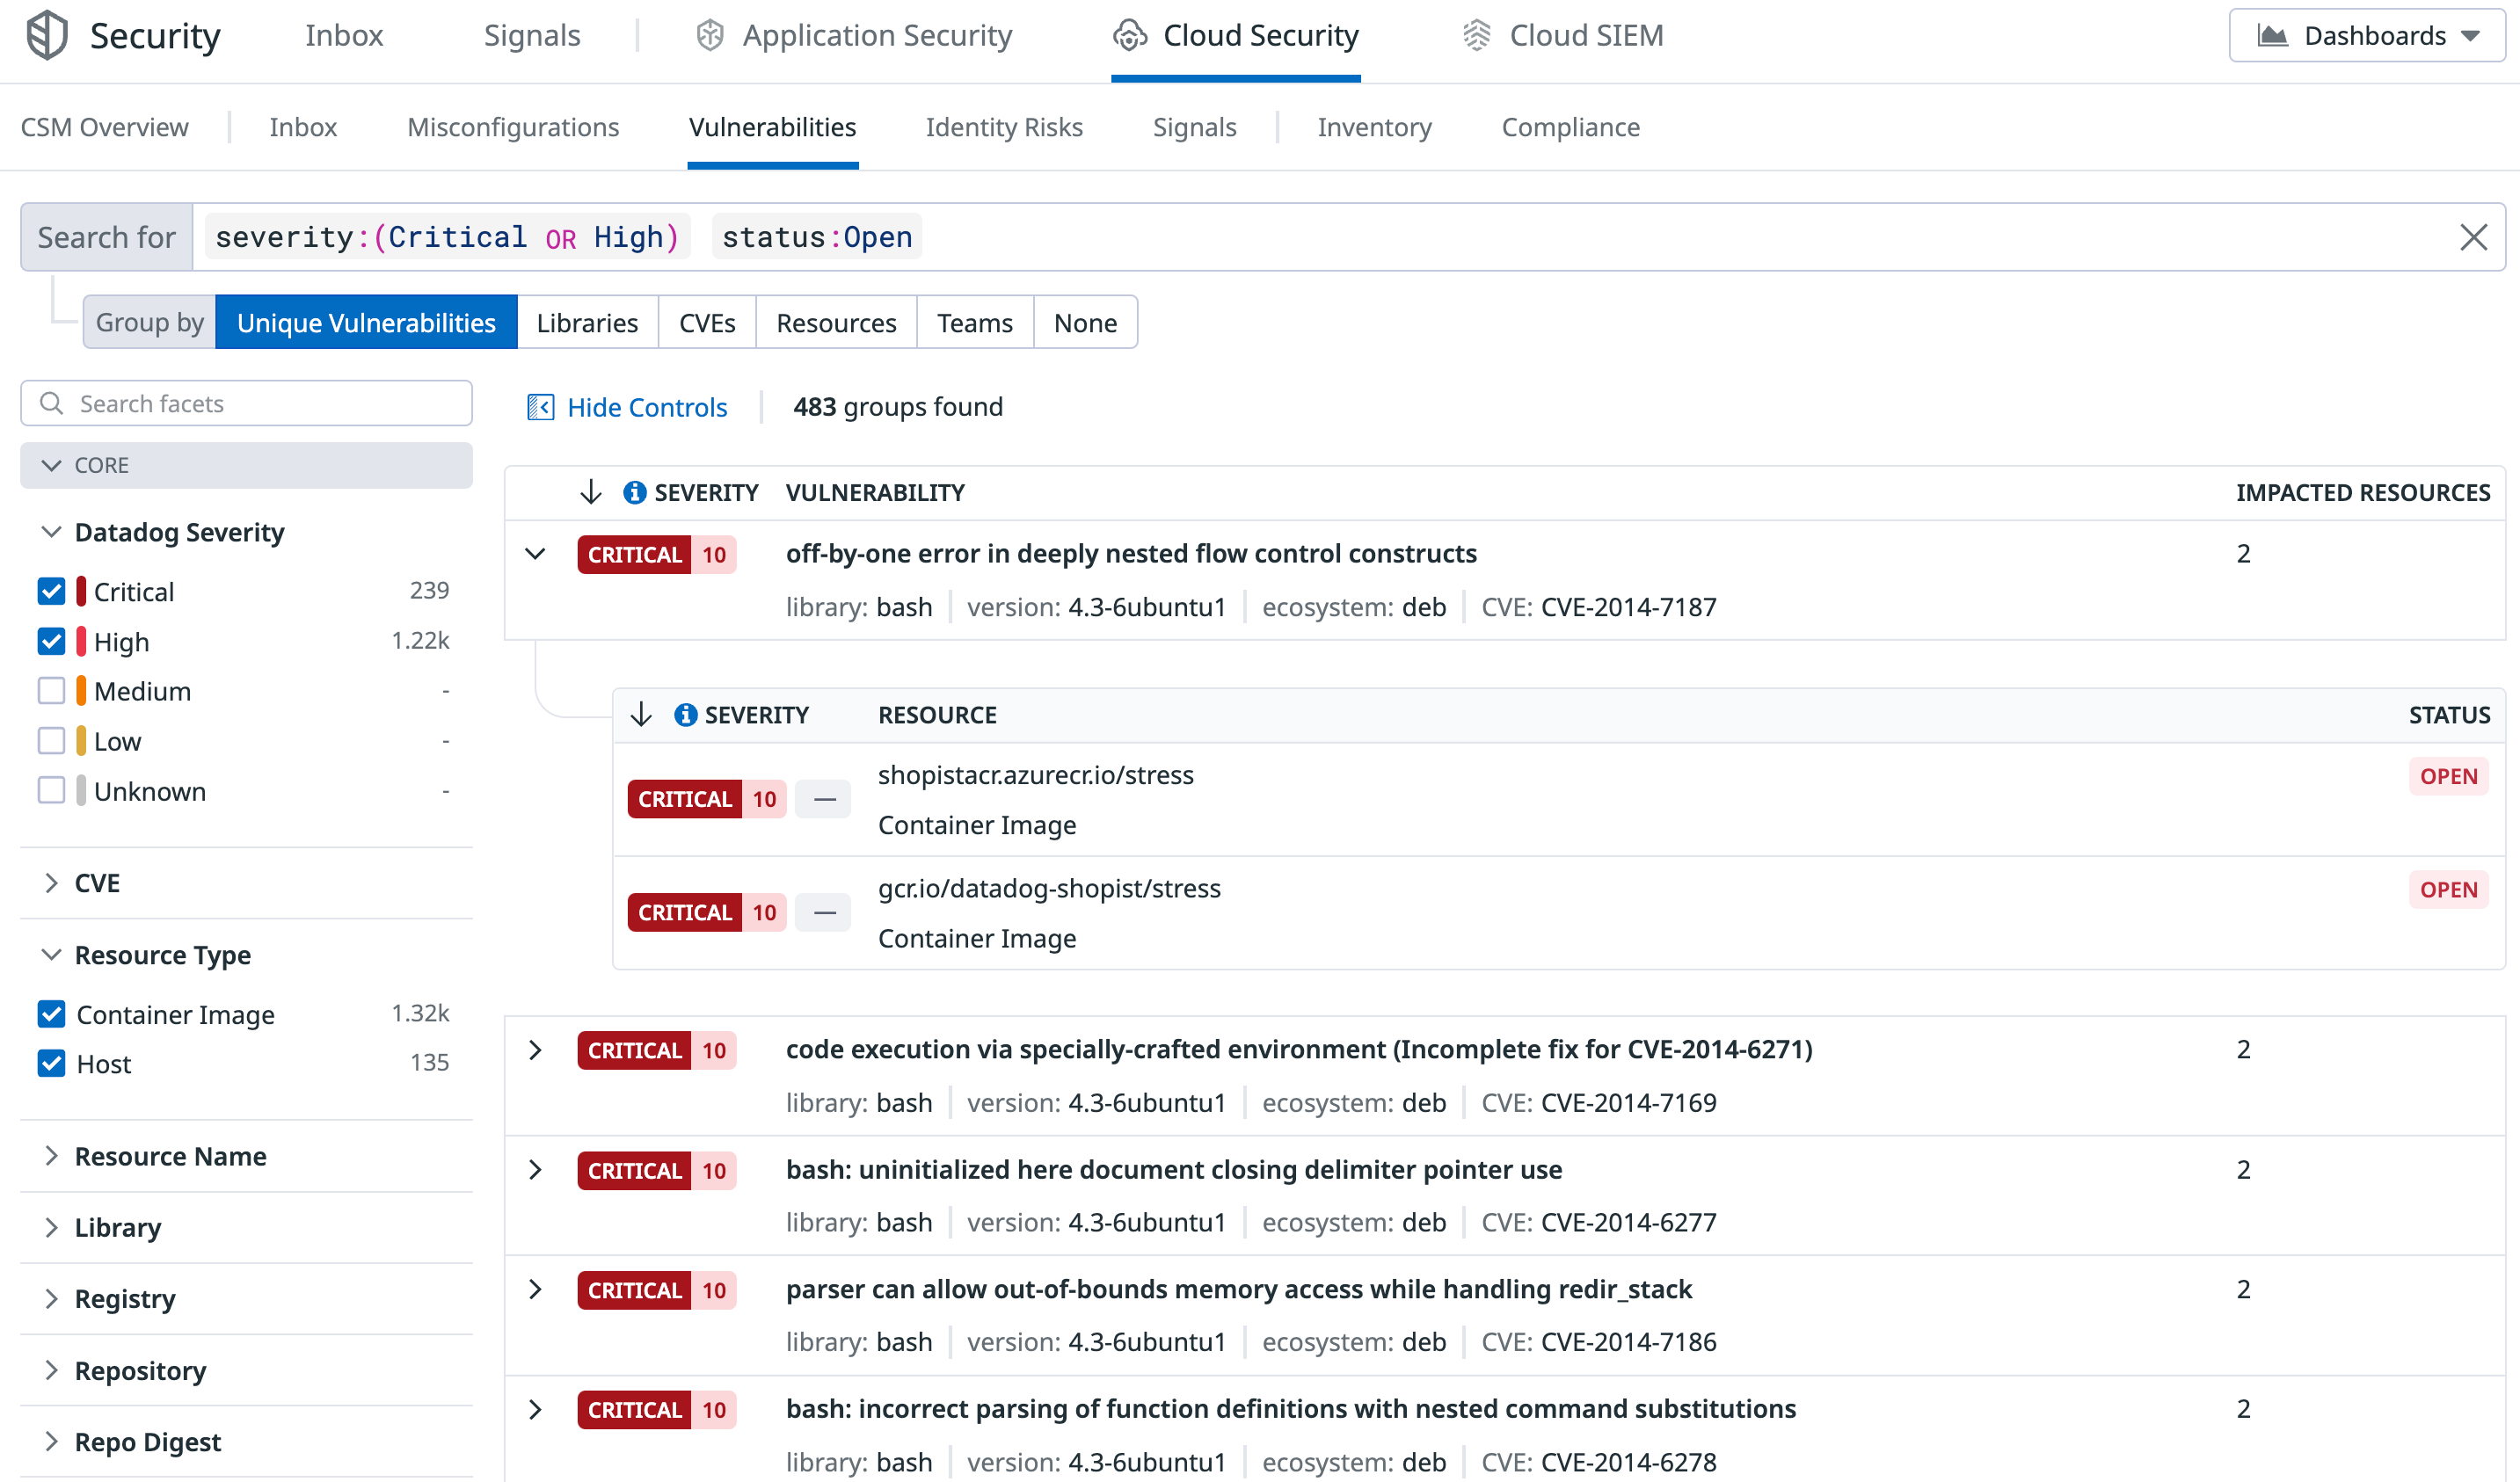 Security Inbox Signals Application Security Cloud Security Cloud SIEM Dashboards
CSM Overview Inbox Misconfigurations Vulnerabilities Identity Risks Signals Inventory Compliance
Search for severity:(Critical OR High) status:Open
Group by Unique Vulnerabilities Libraries CVEs Resources Teams None
Search facets
CORE
Datadog Severity
Critical 239
High 1.22k
Medium -
Low -
Unknown -
CVE
Resource Type
Container Image 1.32k
Host 135
Resource Name
Library
Registry
Repository
Repo Digest
Hide Controls 483 groups found
SEVERITY VULNERABILITY IMPACTED RESOURCES
CRITICAL 10 off-by-one error in deeply nested flow control constructs 2
library: bash version: 4.3-6ubuntu1 ecosystem: deb CVE: CVE-2014-7187
SEVERITY RESOURCE STATUS
shopistacr.azurecr.io/stress OPEN
CRITICAL 10 —
Container Image
gcr.io/datadog-shopist/stress OPEN
CRITICAL 10 —
Container Image
CRITICAL 10 code execution via specially-crafted environment (Incomplete fix for CVE-2014-6271) 2
library: bash version: 4.3-6ubuntu1 ecosystem: deb CVE: CVE-2014-7169
CRITICAL 10 bash: uninitialized here document closing delimiter pointer use 2
library: bash version: 4.3-6ubuntu1 ecosystem: deb CVE: CVE-2014-6277
CRITICAL 10 parser can allow out-of-bounds memory access while handling redir_stack 2
library: bash version: 4.3-6ubuntu1 ecosystem: deb CVE: CVE-2014-7186
CRITICAL 10 bash: incorrect parsing of function definitions with nested command substitutions 2
library: bash version: 4.3-6ubuntu1 ecosystem: deb CVE: CVE-2014-6278